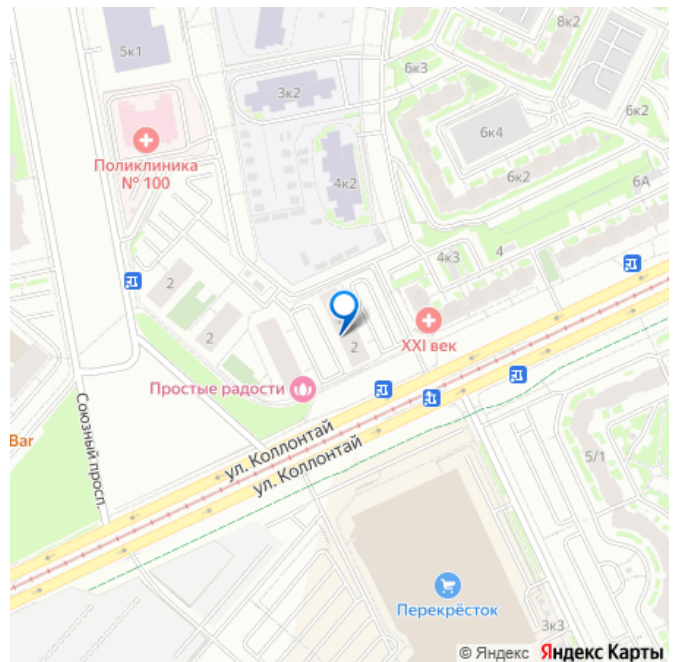 8к2
5к1
6к3
3к2
6к2
6к4
Поликлиника
№ 100
6к2
4к2
6А
4к3
4
2
2
2
XXI век
Простые радости
Союзный просп.
Bar
ул. Коллонтай
ул. Коллонтай
5/1
Перекрёсток
3к3
© Яндекс Яндекс Карты